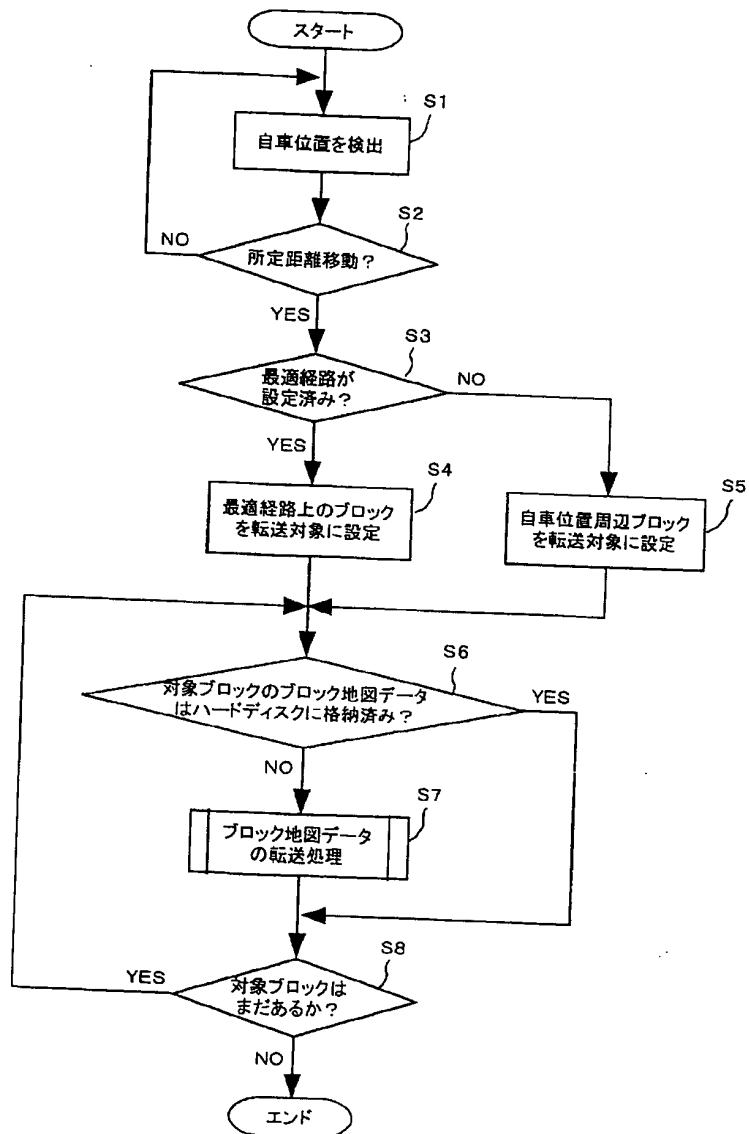 スタート
S1
自車位置を検出
S2
NO
所定距離移動？
YES
S3
最適経路が
設定済み？
NO
YES
S4
最適経路上のブロック
を転送対象に設定
S5
自車位置周辺ブロック
を転送対象に設定
S6
対象ブロックのブロック地図データ
はハードディスクに格納済み？
YES
NO
S7
ブロック地図データ
の転送処理
S8
YES
対象ブロックは
まだあるか？
NO
エンド